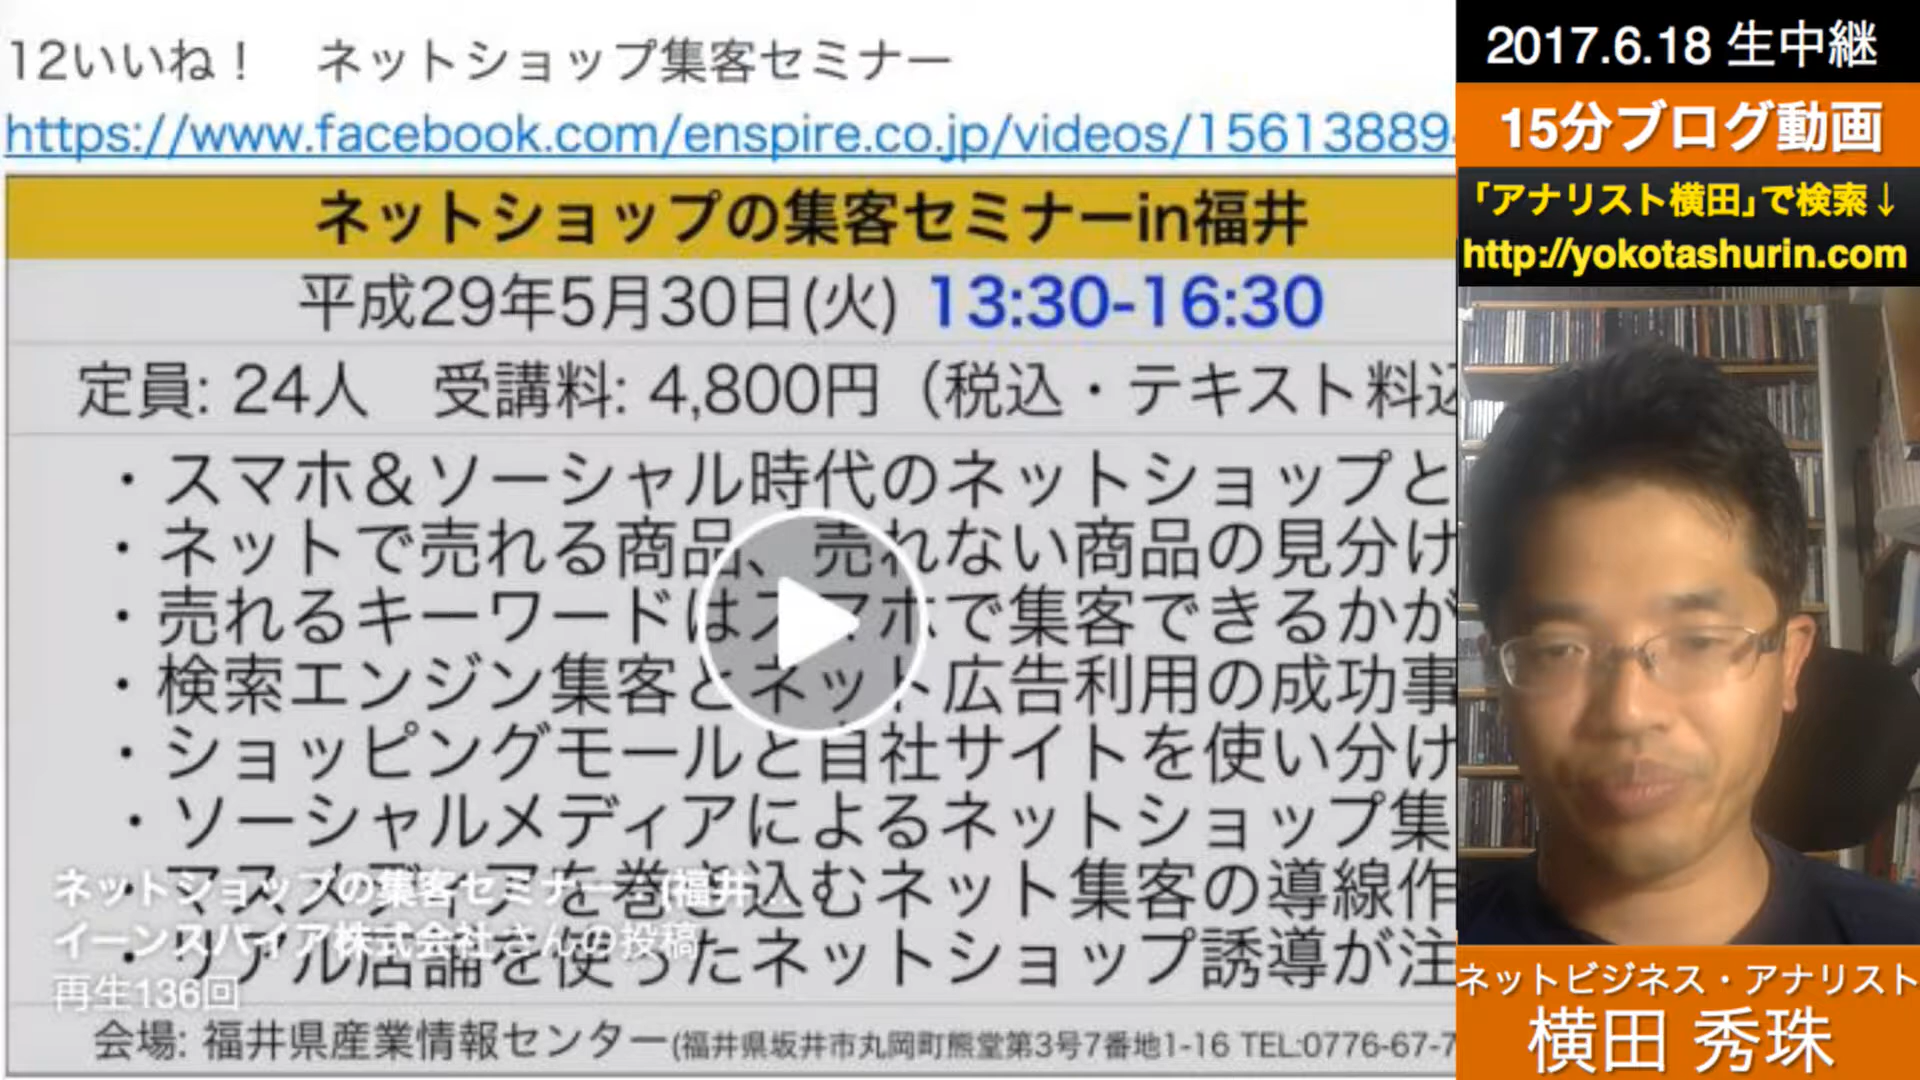 12いいね！　ネットショップ集客セミナー
https://www.facebook.com/enspire.co.jp/videos/156138894
ネットショップの集客セミナーin福井
平成29年5月30日(火) 13:30-16:30
定員: 24人　受講料: 4,800円（税込・テキスト料込
・スマホ＆ソーシャル時代のネットショップと
・ネットで売れる商品、売れない商品の見分け
・売れるキーワードはスマホで集客できるかが
・検索エンジン集客とネット広告利用の成功事
・ショッピングモールと自社サイトを使い分け
・ソーシャルメディアによるネットショップ集
・マスメディアを巻き込むネット集客の導線作
・リアル店舗を使ったネットショップ誘導が注
ネットショップの集客セミナー (福井...
イーンスパイア株式会社さんの投稿
再生136回
会場: 福井県産業情報センター(福井県坂井市丸岡町熊堂第3号7番地1-16 TEL:0776-67-7
2017.6.18 生中継
15分ブログ動画
「アナリスト横田」で検索↓
http://yokotashurin.com
ネットビジネス・アナリスト
横田 秀珠